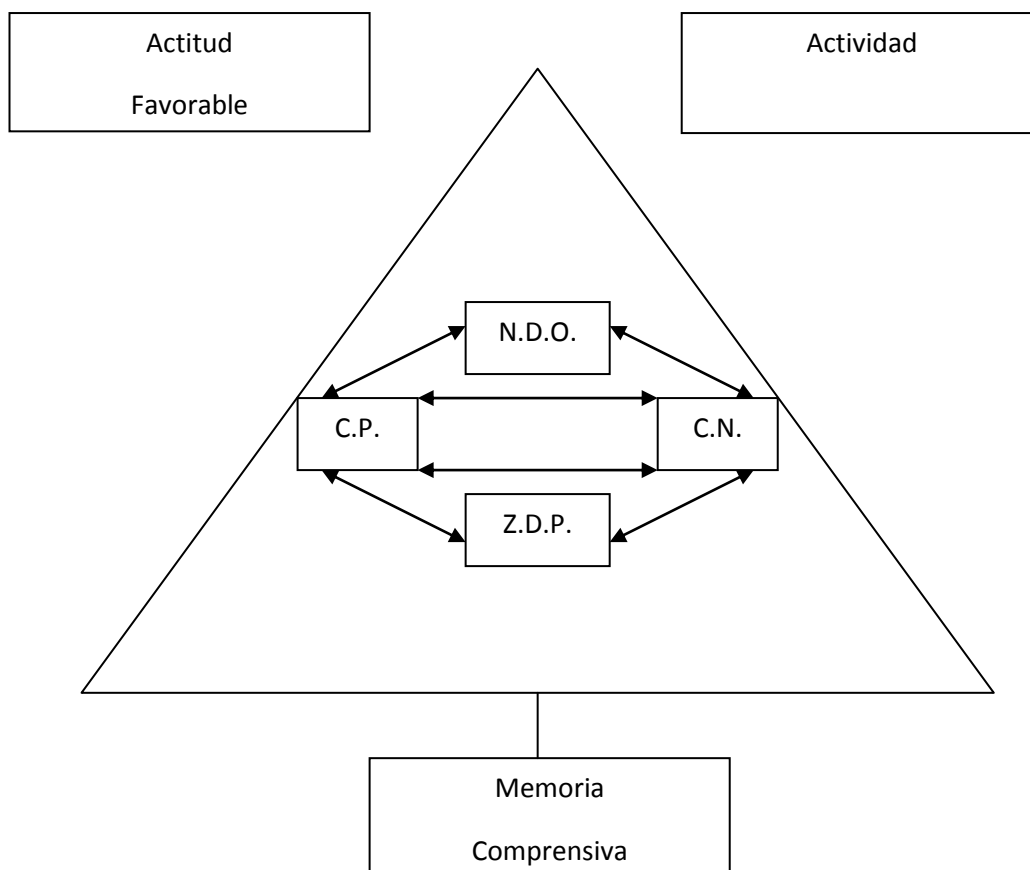 Actitud
Favorable
Actividad
N.D.O.
C.P.
C.N.
Z.D.P.
Memoria
Comprensiva